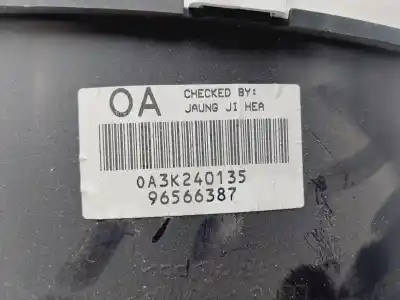 OA
CHECKED BY:
JAUNG JI HEA
0A3K240135
96566387